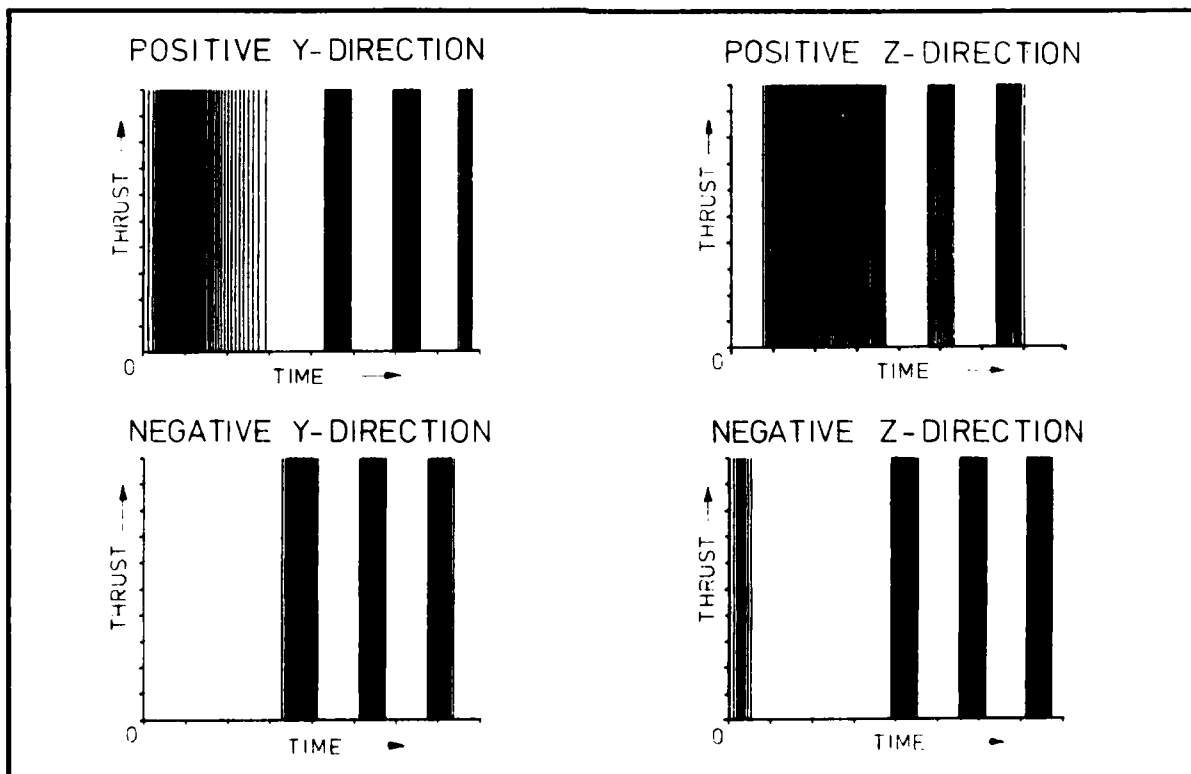 POSITIVE Y-DIRECTION
THRUST
0
TIME
POSITIVE Z-DIRECTION
THRUST
0
TIME
NEGATIVE Y-DIRECTION
THRUST
0
TIME
NEGATIVE Z-DIRECTION
THRUST
0
TIME